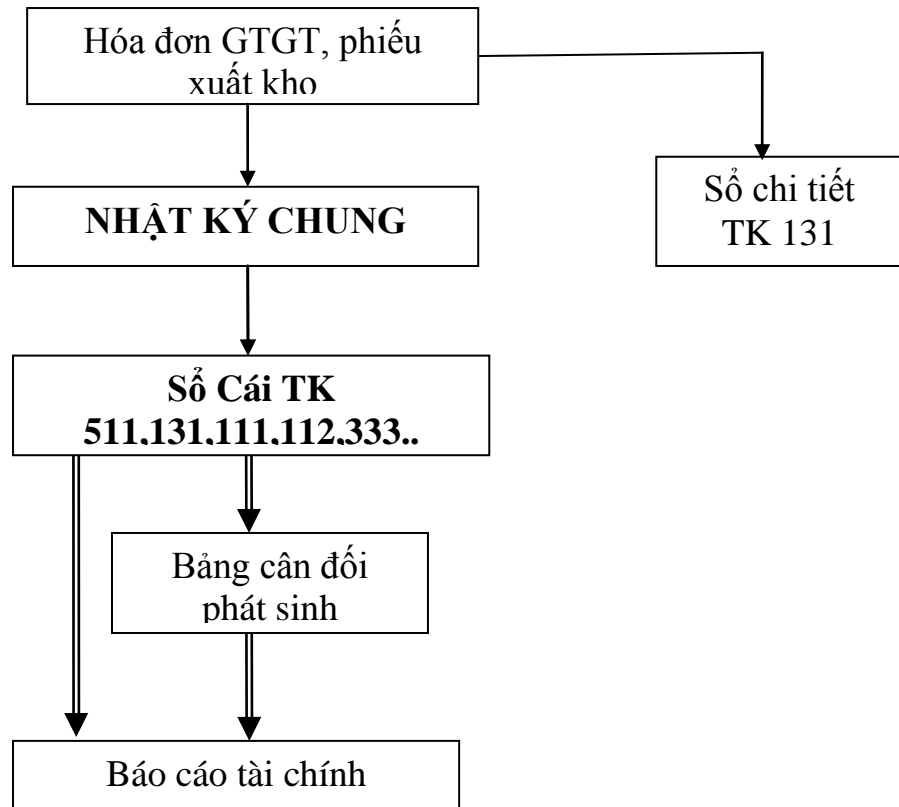 Hóa đơn GTGT, phiếu
xuất kho
Sổ chi tiết
TK 131
NHẬT KÝ CHUNG
Sổ Cái TK
511,131,111,112,333..
Bảng cân đối
phát sinh
Báo cáo tài chính